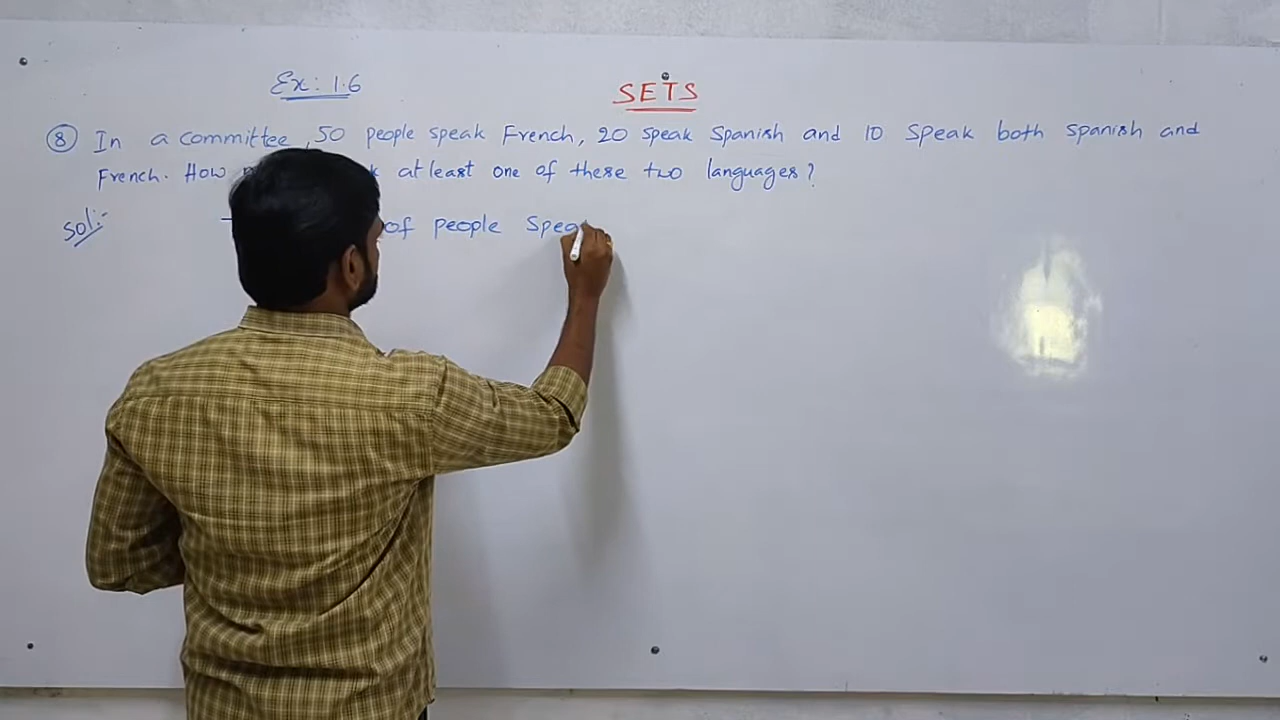 Ex: 1.6
SETS
8 In a committee, 50 people speak French, 20 speak Spanish and 10 Speak both spanish and
French. How at least one of these two languages?
Sol:- of people Spea